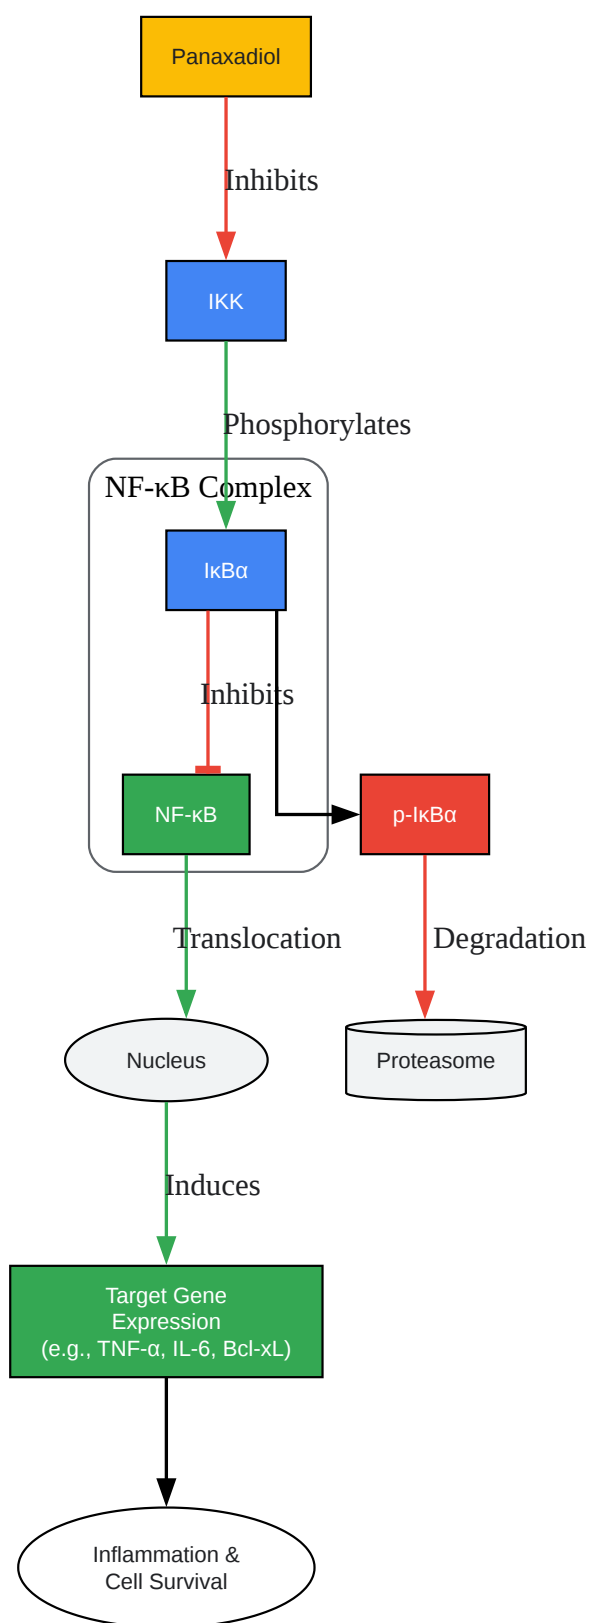 Panaxadiol
Inhibits
IKK
Phosphorylates
NF-κB Complex
IκBα
Inhibits
NF-κB
p-IκBα
Translocation
Degradation
Nucleus
Proteasome
Induces
Target Gene
Expression
(e.g., TNF-α, IL-6, Bcl-xL)
Inflammation &
Cell Survival